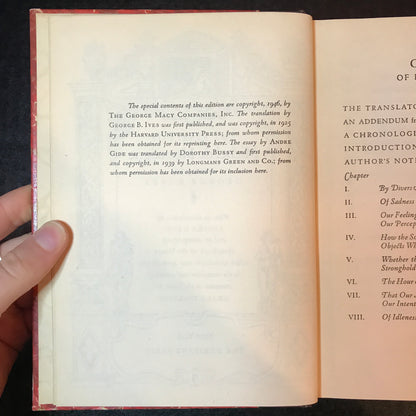 The special contents of this edition are copyright, 1946, by
THE GEORGE MACY COMPANIES, INC. The translation by
GEORGE B. IVES was first published, and was copyright, in 1925
by the HARVARD UNIVERSITY PRESS; from whom permission
has been obtained for its reprinting here. The essay by ANDRE
GIDE was translated by DOROTHY BUSSY and first published,
and copyright, in 1939 by LONGMANS GREEN AND CO.; from
whom permission has been obtained for its inclusion here.
OF
THE TRANSLATO
AN ADDENDUM
A CHRONOLOGI
INTRODUCTION
AUTHOR'S NOT
Chapter
I. By Divers
II. Of Sadness
III. Our Feeling
Our Percep
IV. How the So
Objects Wh
V. Whether th
Stronghold
VI. The Hour
VII. That Our
Our Intent
VIII. Of Idleness